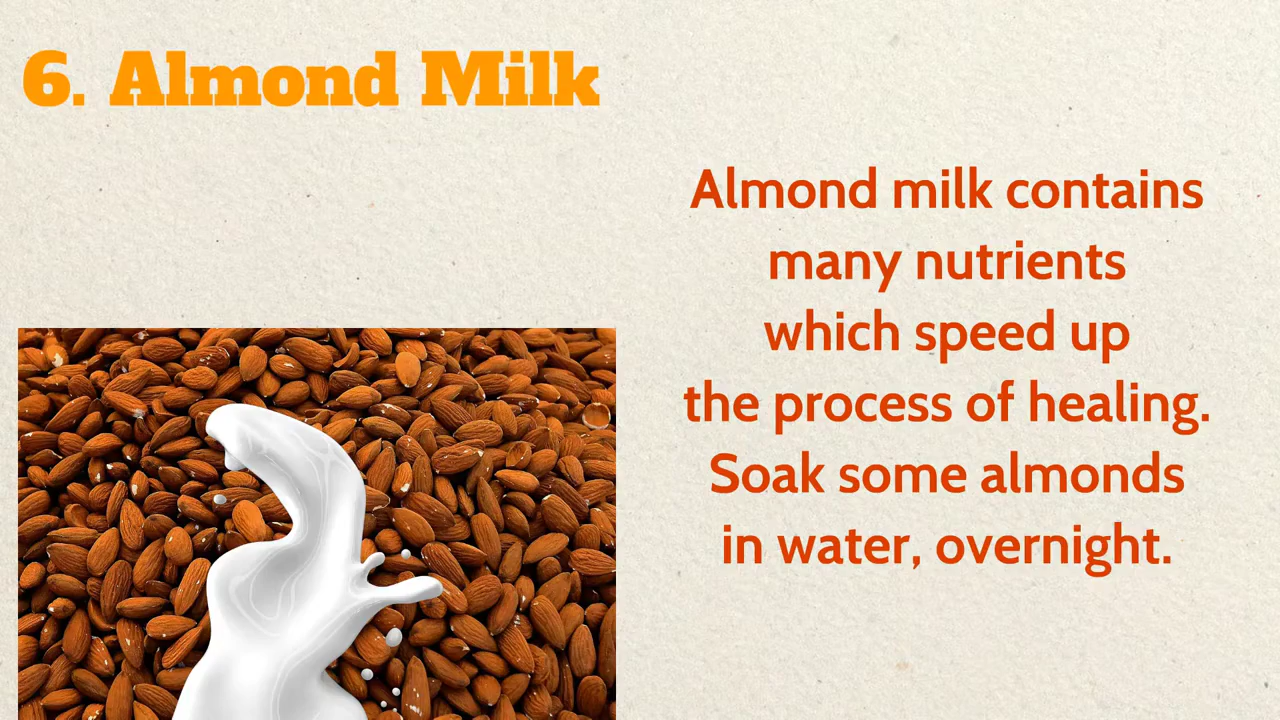 6. Almond Milk
Almond milk contains
many nutrients
which speed up
the process of healing.
Soak some almonds
in water, overnight.